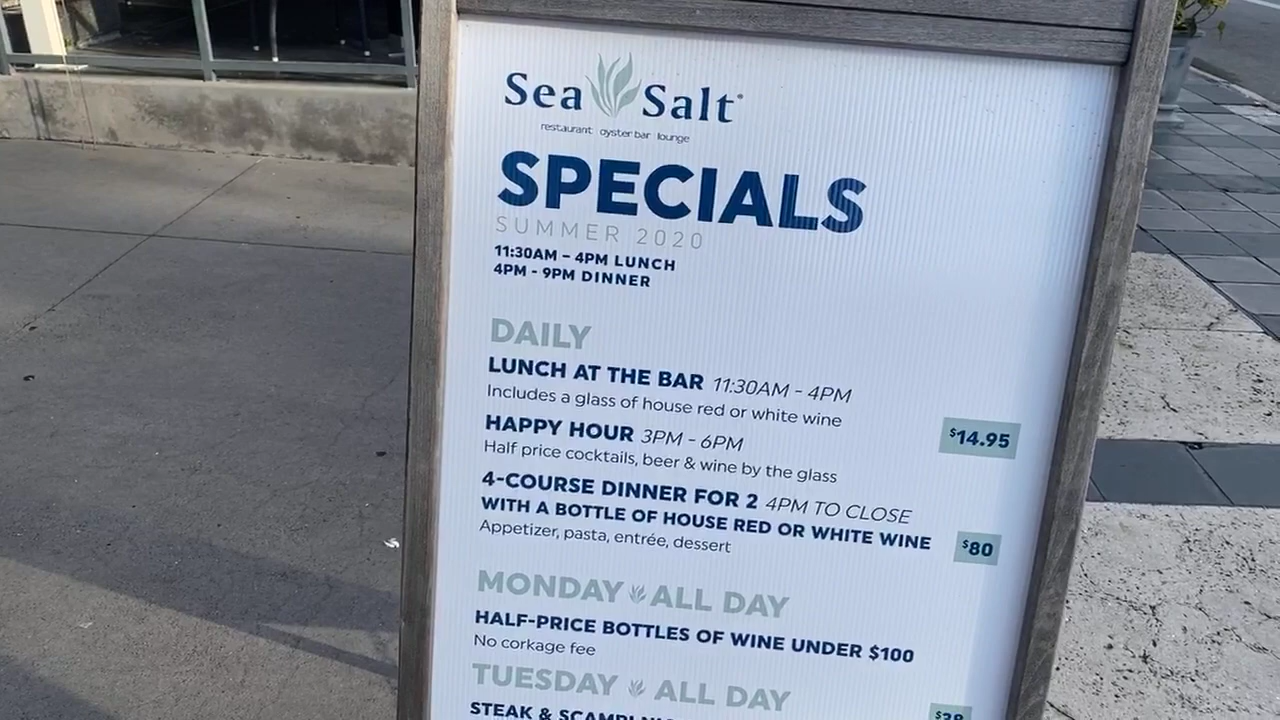 Sea Salt
restaurant oyster bar lounge
SPECIALS
SUMMER 2020
11:30AM – 4PM LUNCH
4PM - 9PM DINNER
DAILY
LUNCH AT THE BAR 11:30AM - 4PM
Includes a glass of house red or white wine
$14.95
HAPPY HOUR 3PM - 6PM
Half price cocktails, beer & wine by the glass
4-COURSE DINNER FOR 2 4PM TO CLOSE
WITH A BOTTLE OF HOUSE RED OR WHITE WINE
$80
Appetizer, pasta, entrée, dessert
MONDAY ALL DAY
HALF-PRICE BOTTLES OF WINE UNDER $100
No corkage fee
TUESDAY ALL DAY
STEAK & SCAMPI